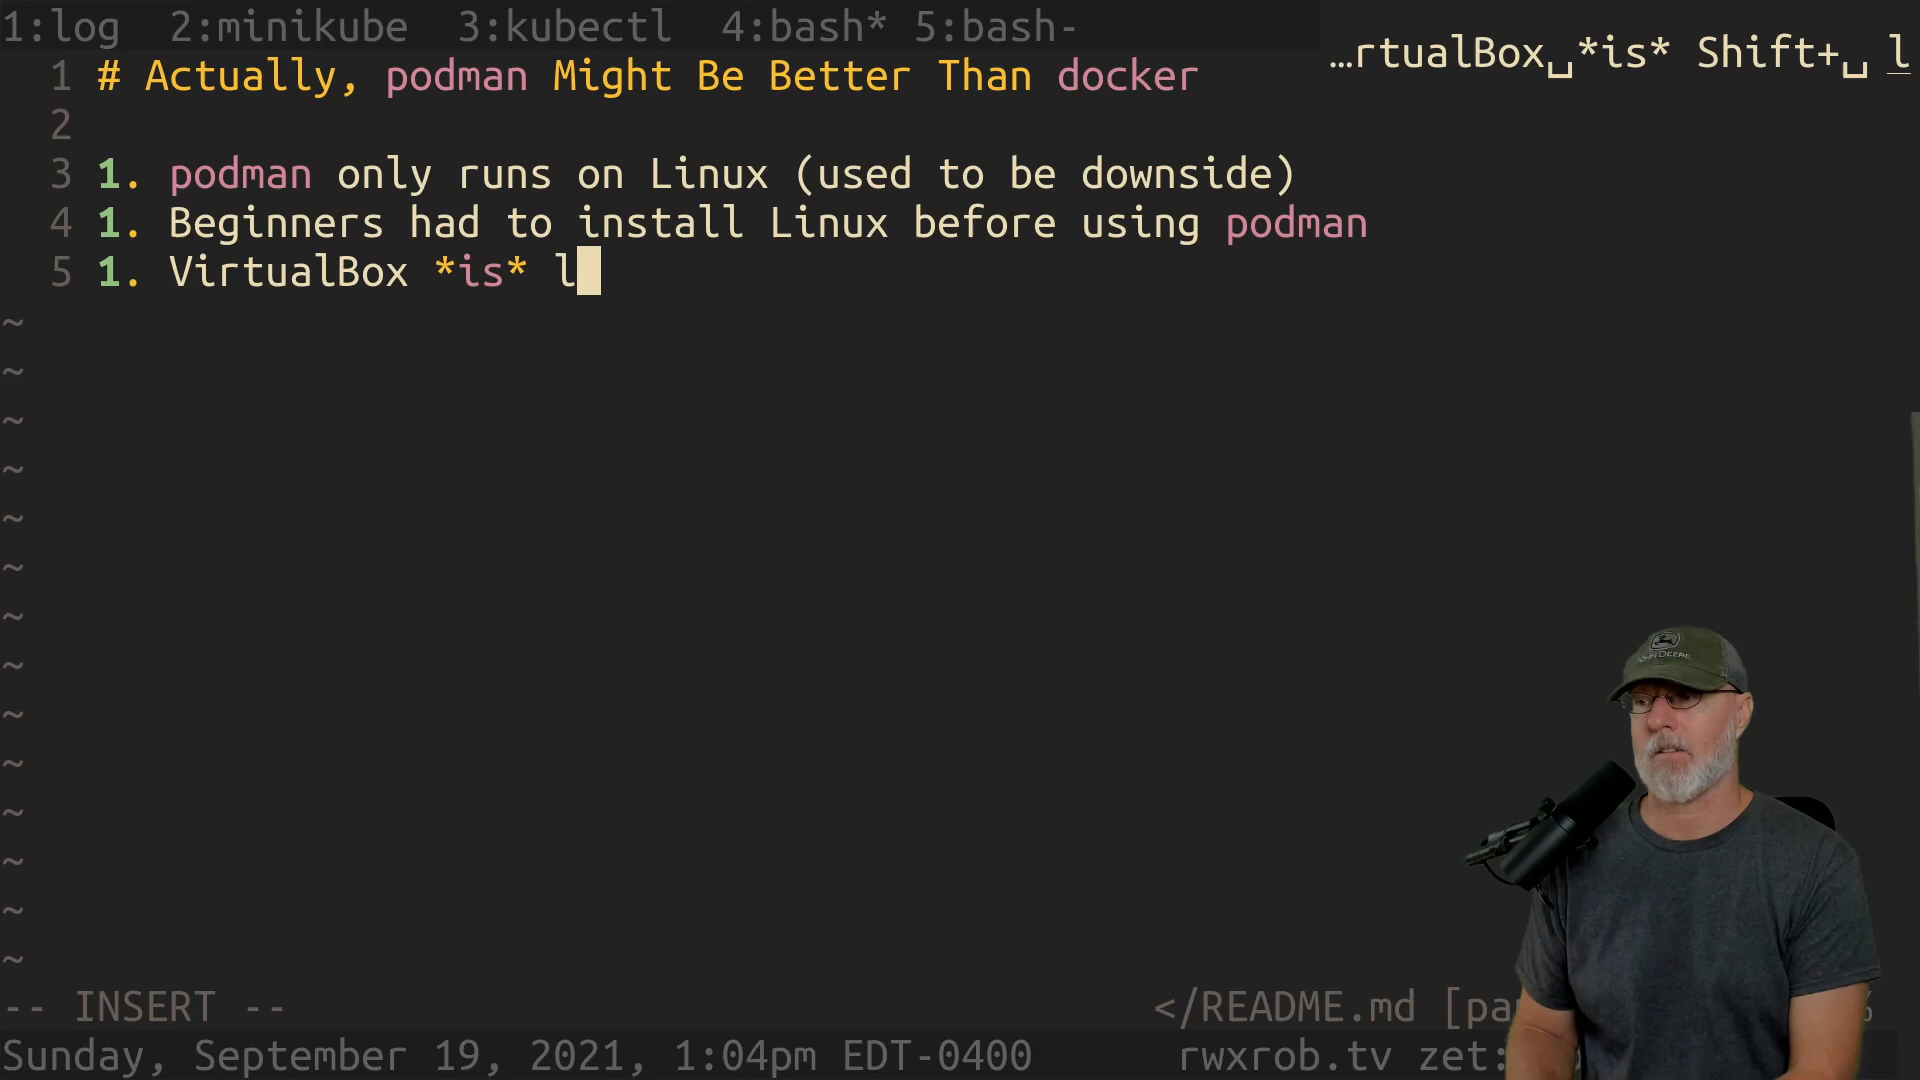 1:log 2:minikube 3:kubectl 4:bash* 5:bash-
…rtualBox␣*is* Shift+␣ l
1 # Actually, podman Might Be Better Than docker
2
3 1. podman only runs on Linux (used to be downside)
4 1. Beginners had to install Linux before using podman
5 1. VirtualBox *is* l
~
~
~
~
~
~
~
~
~
~
~
~
~
~
JOHN DEERE
-- INSERT -- </README.md [pa %
Sunday, September 19, 2021, 1:04pm EDT-0400 rwxrob.tv zet: